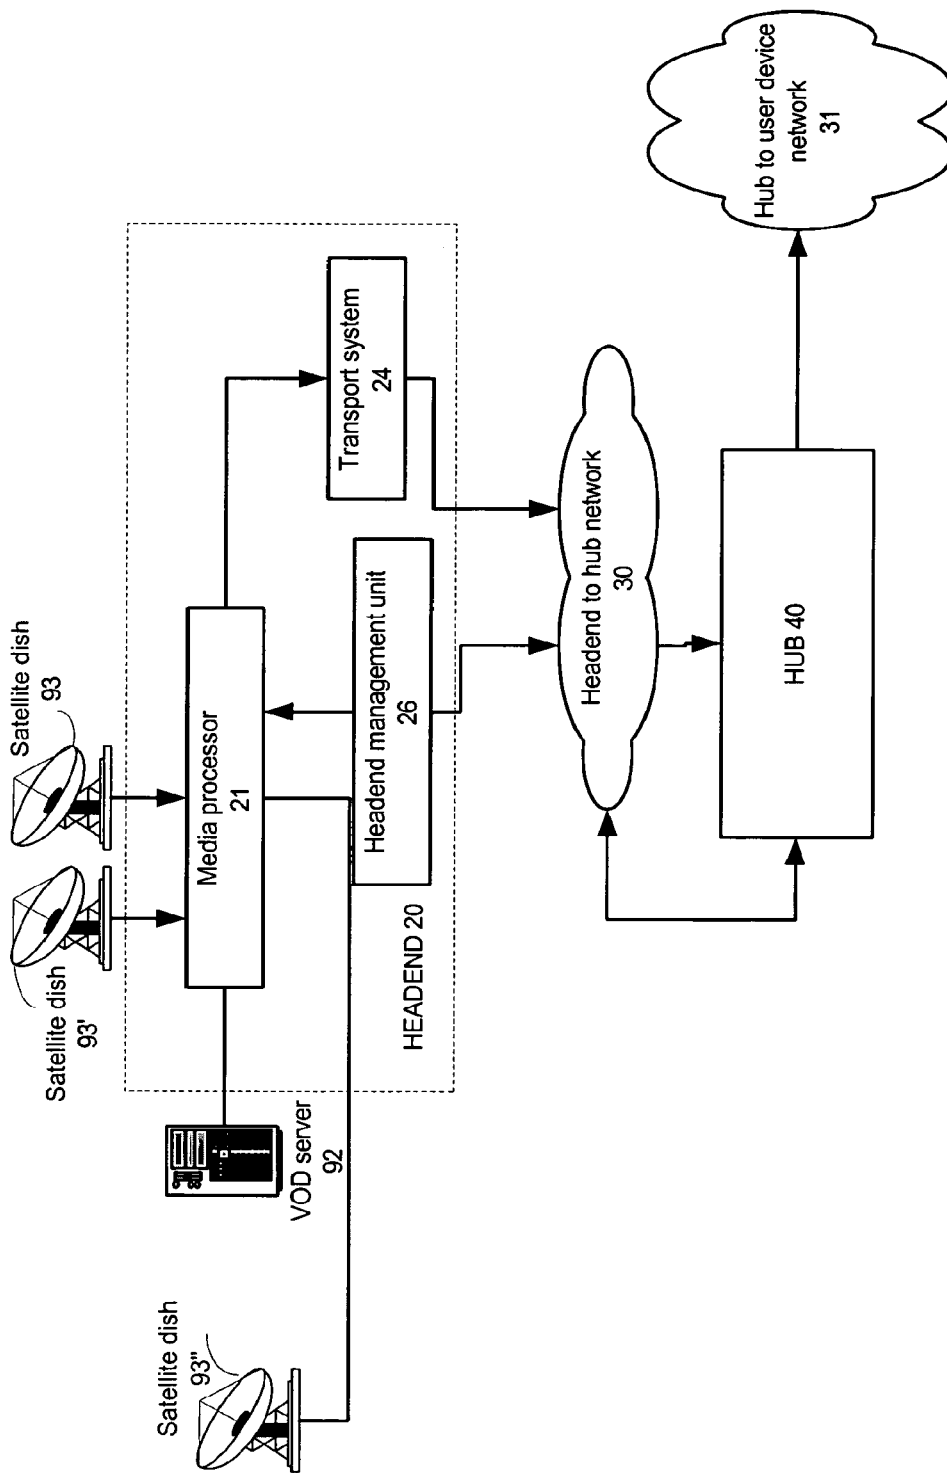 Satellite dish
93"
Satellite dish
93'
Satellite dish
93
VOD server
92
Media processor
21
Headend management unit
26
Transport system
24
HEADEND 20
Headend to hub network
30
HUB 40
Hub to user device
network
31